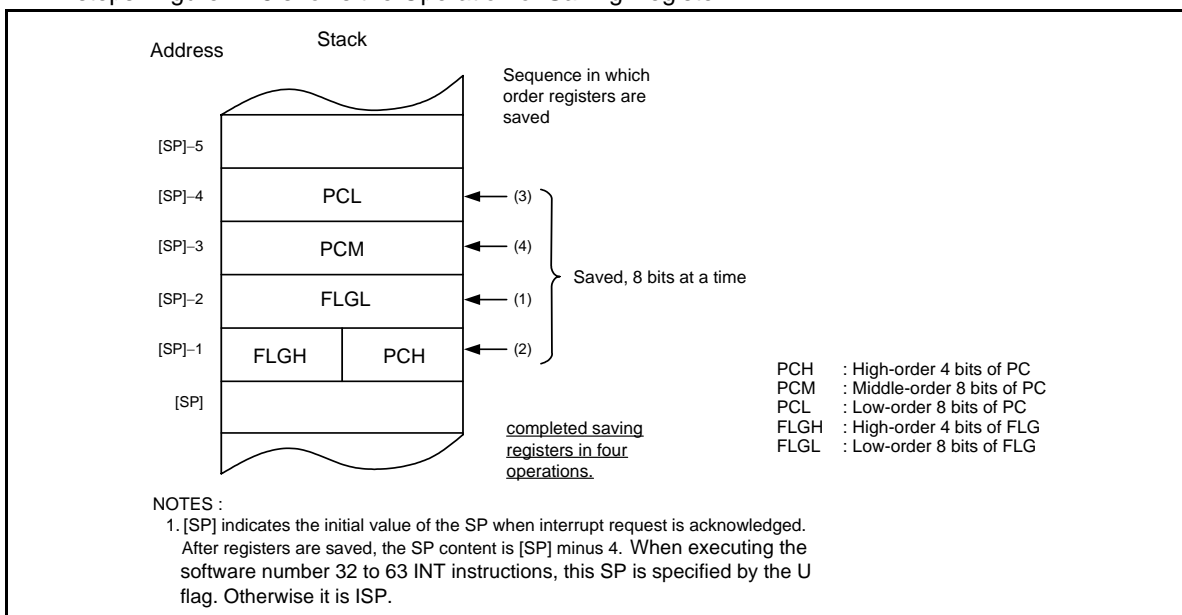 Address
Stack
Sequence in which
order registers are
saved
[SP]−5
[SP]−4
PCL
(3)
[SP]−3
PCM
(4)
Saved, 8 bits at a time
[SP]−2
FLGL
(1)
[SP]−1
FLGH
PCH
(2)
[SP]
PCH : High-order 4 bits of PC
PCM : Middle-order 8 bits of PC
PCL : Low-order 8 bits of PC
FLGH : High-order 4 bits of FLG
FLGL : Low-order 8 bits of FLG
completed saving
registers in four
operations.
NOTES :
1. [SP] indicates the initial value of the SP when interrupt request is acknowledged.
After registers are saved, the SP content is [SP] minus 4. When executing the
software number 32 to 63 INT instructions, this SP is specified by the U
flag. Otherwise it is ISP.